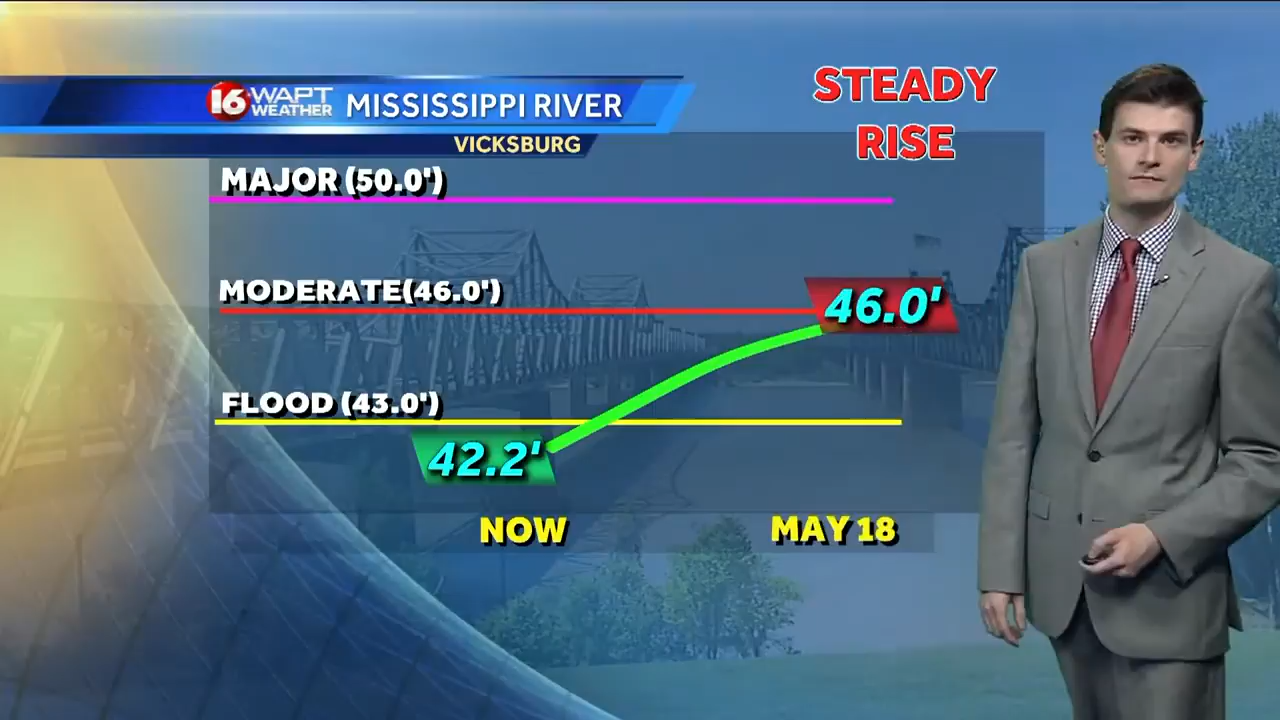 16 WAPT WEATHER MISSISSIPPI RIVER
VICKSBURG
STEADY
RISE
MAJOR (50.0')
MODERATE(46.0')
46.0'
FLOOD (43.0')
42.2'
NOW
MAY 18